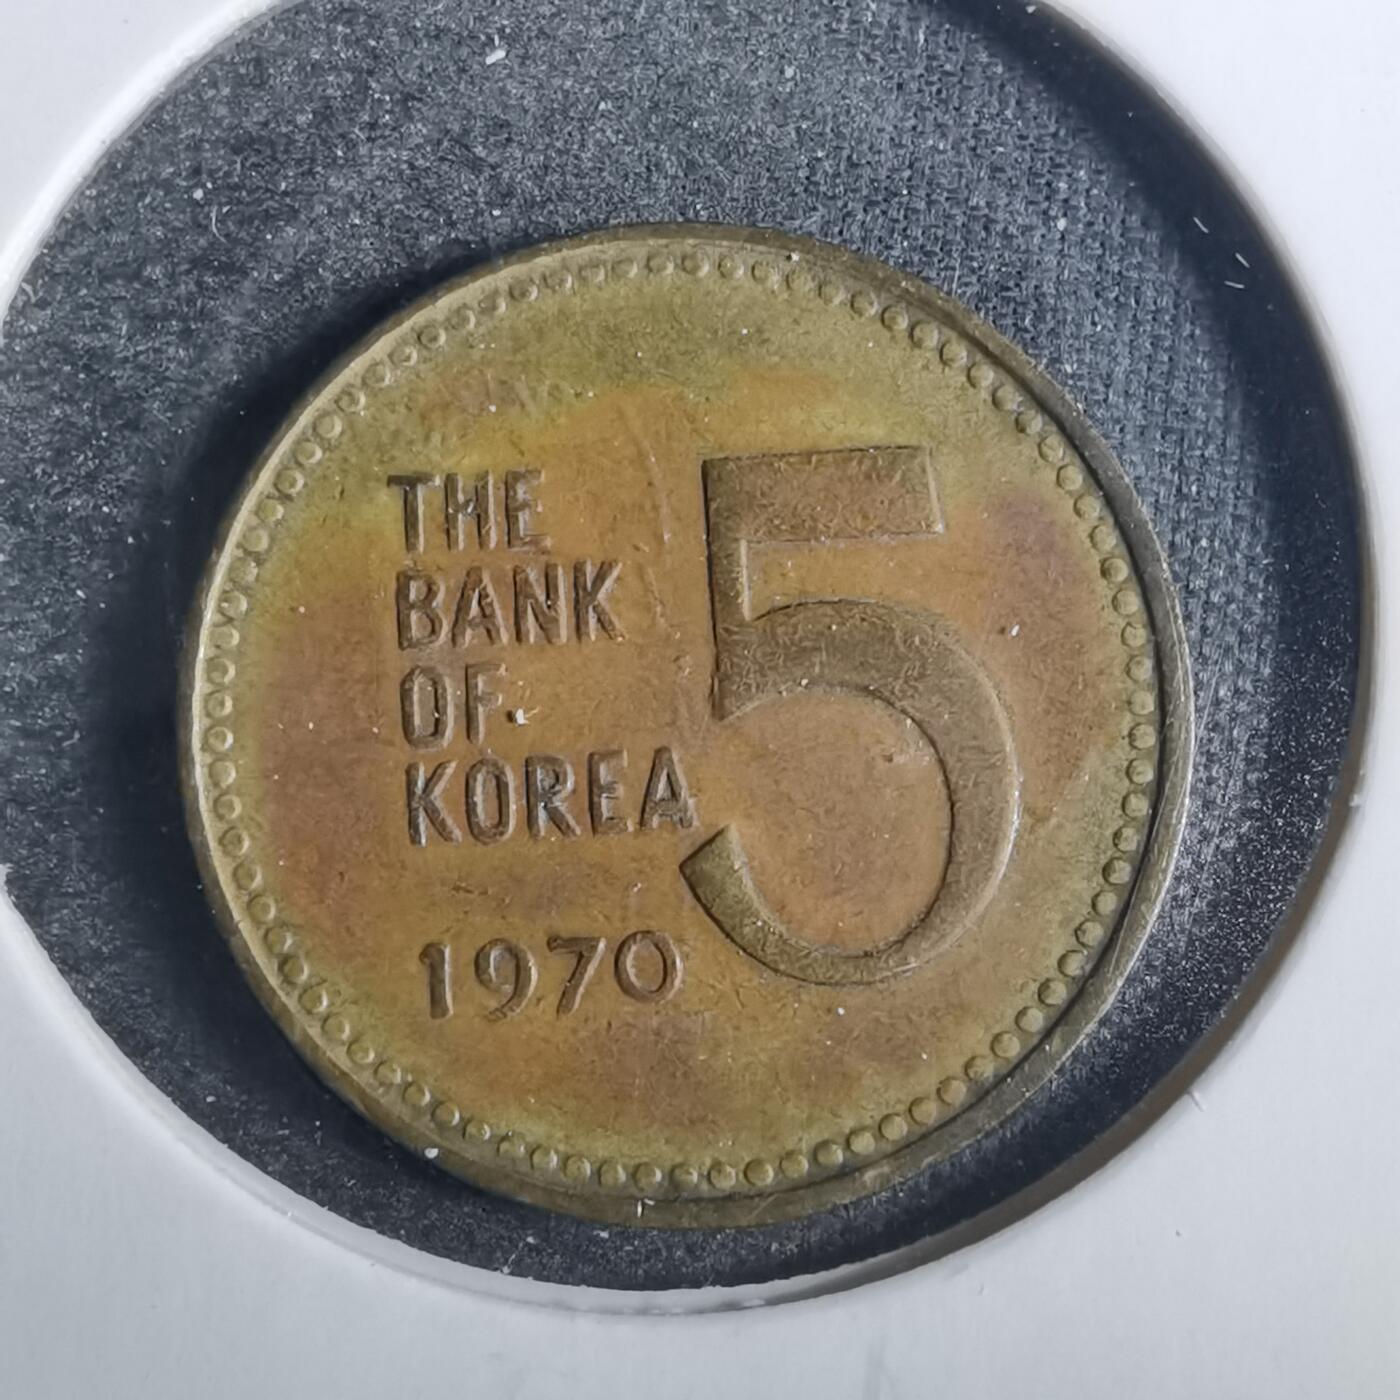 THE
BANK
OF
KOREA
1970
5